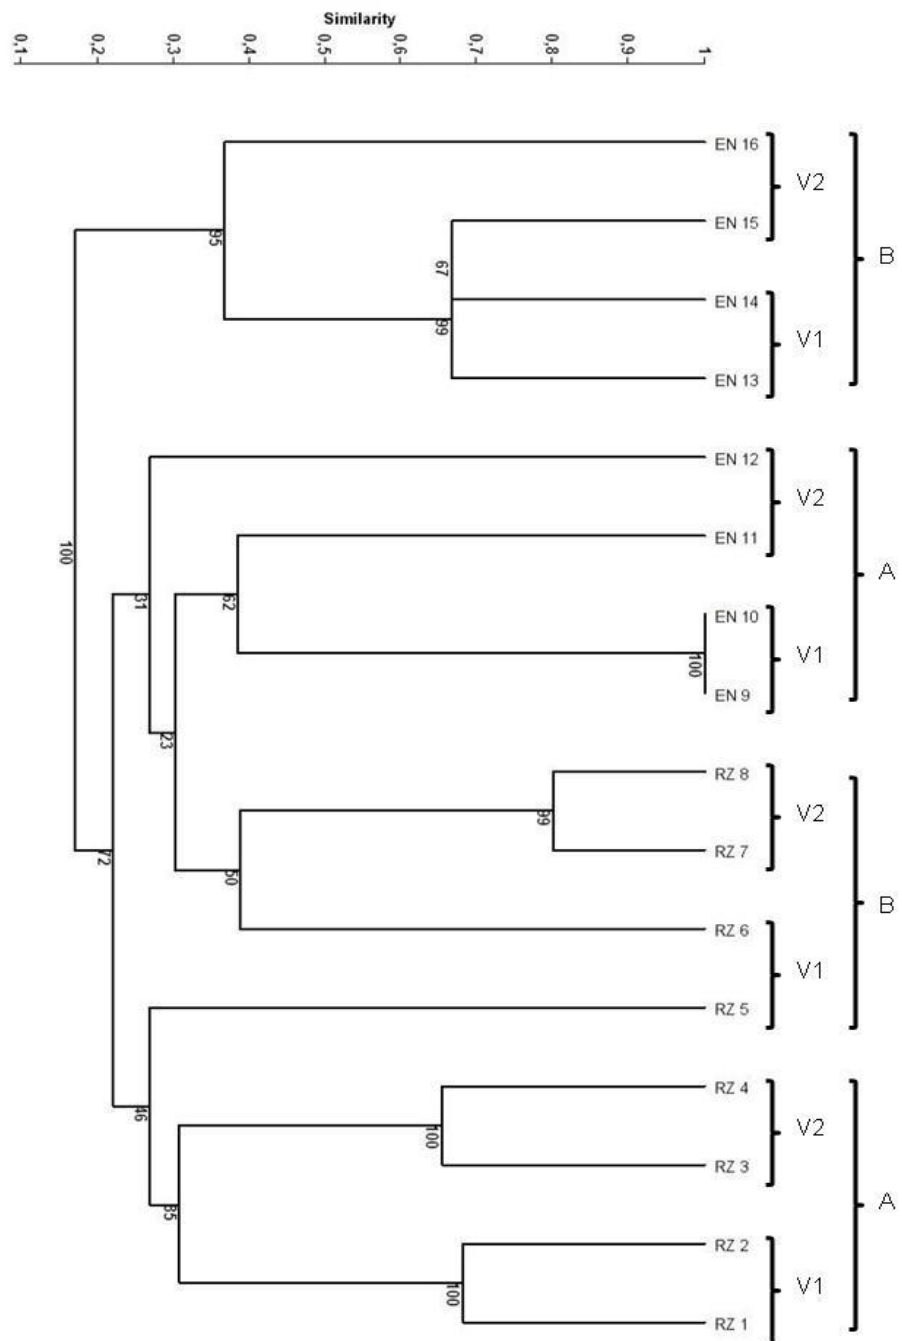 Similarity
0,1 0,2 0,3 0,4 0,5 0,6 0,7 0,8 0,9 1
EN 16
V2
B
95
EN 15
67
EN 14
99
V1
EN 13
EN 12
V2
A
EN 11
100
31
62
EN 10
V1
100
EN 9
23
RZ 8
V2
99
B
72
RZ 7
50
RZ 6
V1
RZ 5
46
RZ 4
V2
100
RZ 3
A
35
RZ 2
V1
100
RZ 1